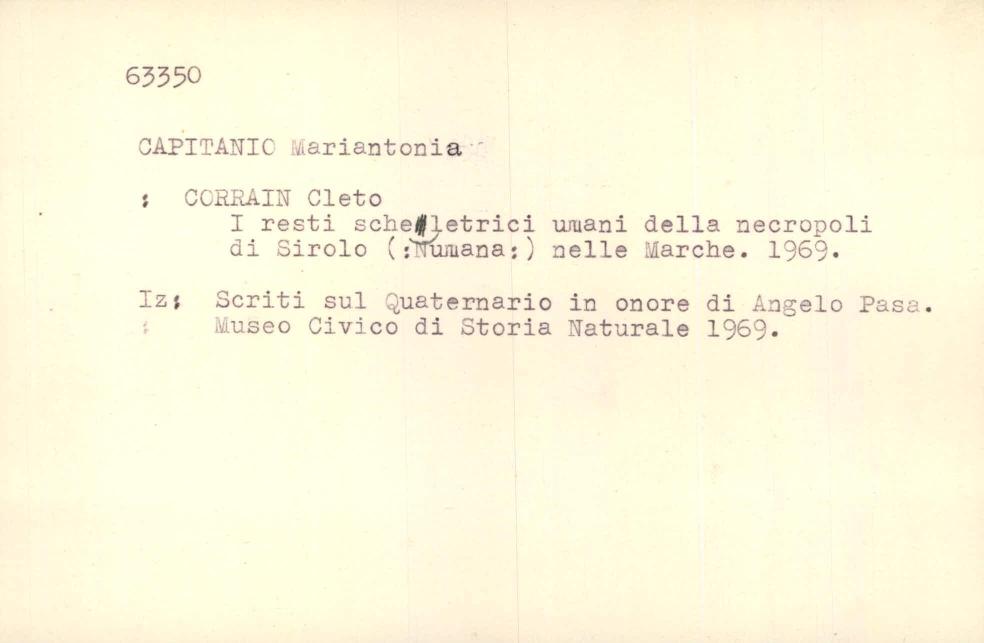 63350
CAPITANIO Mariantonia
: CORRAIN Cleto
I resti scheletrici umani della necropoli
di Sirolo (:Numana:) nelle Marche. 1969.
Iz: Scriti sul Quaternario in onore di Angelo Pasa.
: Museo Civico di Storia Naturale 1969.